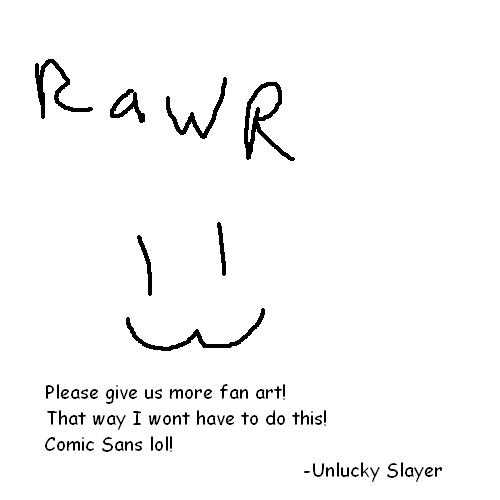 RaWR
Please give us more fan art!
That way I wont have to do this!
Comic Sans lol!
-Unlucky Slayer